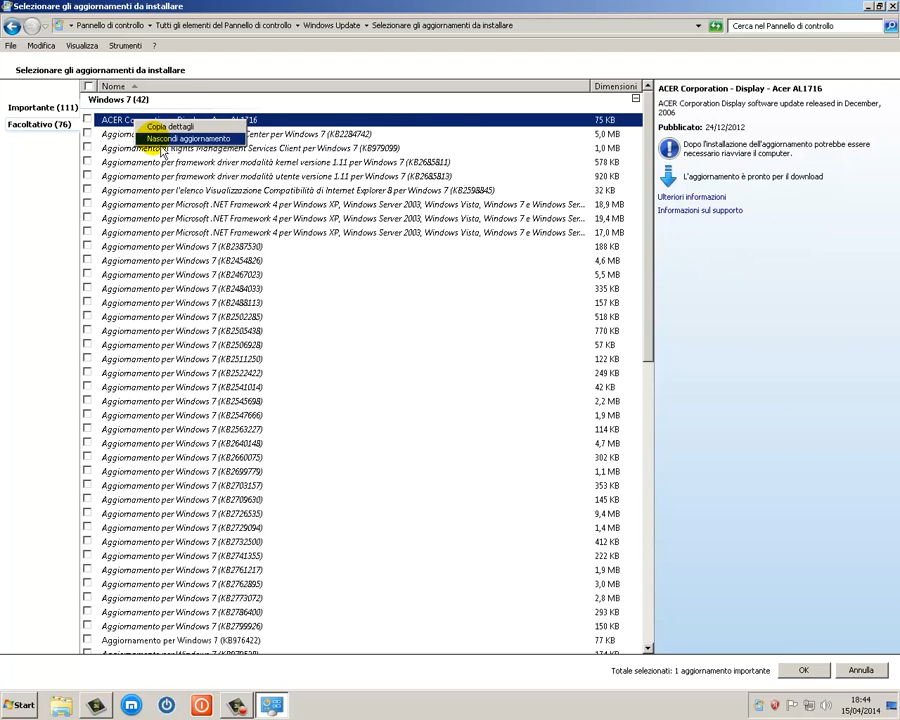 Selezionare gli aggiornamenti da installare
Pannello di controllo ▸ Tutti gli elementi del Pannello di controllo ▸ Windows Update ▸ Selezionare gli aggiornamenti da installare
Cerca nel Pannello di controllo
File Modifica Visualizza Strumenti ?
Selezionare gli aggiornamenti da installare
Nome Dimensioni
Importante (111)
Facoltativo (76)
Windows 7 (42)
ACER Acer AL1716 75 KB
Copia dettagli
Nascondi aggiornamento
Center per Windows 7 (KB2284742) 5,0 MB
Aggiornamento Rights Management Services Client per Windows 7 (KB979099) 1,0 MB
Aggiornamento per framework driver modalità kernel versione 1.11 per Windows 7 (KB2685811) 578 KB
Aggiornamento per framework driver modalità utente versione 1.11 per Windows 7 (KB2685813) 920 KB
Aggiornamento per l'elenco Visualizzazione Compatibilità di Internet Explorer 8 per Windows 7 (KB2598845) 32 KB
Aggiornamento per Microsoft .NET Framework 4 per Windows XP, Windows Server 2003, Windows Vista, Windows 7 e Windows Ser... 18,9 MB
Aggiornamento per Microsoft .NET Framework 4 per Windows XP, Windows Server 2003, Windows Vista, Windows 7 e Windows Ser... 19,4 MB
Aggiornamento per Microsoft .NET Framework 4 per Windows XP, Windows Server 2003, Windows Vista, Windows 7 e Windows Ser... 17,0 MB
Aggiornamento per Windows 7 (KB2387530) 188 KB
Aggiornamento per Windows 7 (KB2454826) 4,6 MB
Aggiornamento per Windows 7 (KB2467023) 5,5 MB
Aggiornamento per Windows 7 (KB2484033) 335 KB
Aggiornamento per Windows 7 (KB2488113) 157 KB
Aggiornamento per Windows 7 (KB2502285) 518 KB
Aggiornamento per Windows 7 (KB2505438) 770 KB
Aggiornamento per Windows 7 (KB2506928) 57 KB
Aggiornamento per Windows 7 (KB2511250) 122 KB
Aggiornamento per Windows 7 (KB2522422) 249 KB
Aggiornamento per Windows 7 (KB2541014) 42 KB
Aggiornamento per Windows 7 (KB2545698) 2,2 MB
Aggiornamento per Windows 7 (KB2547666) 1,9 MB
Aggiornamento per Windows 7 (KB2563227) 114 KB
Aggiornamento per Windows 7 (KB2640148) 4,7 MB
Aggiornamento per Windows 7 (KB2660075) 302 KB
Aggiornamento per Windows 7 (KB2699779) 1,1 MB
Aggiornamento per Windows 7 (KB2703157) 353 KB
Aggiornamento per Windows 7 (KB2709630) 145 KB
Aggiornamento per Windows 7 (KB2726535) 9,4 MB
Aggiornamento per Windows 7 (KB2729094) 1,4 MB
Aggiornamento per Windows 7 (KB2732500) 412 KB
Aggiornamento per Windows 7 (KB2741355) 222 KB
Aggiornamento per Windows 7 (KB2761217) 1,9 MB
Aggiornamento per Windows 7 (KB2762895) 3,0 MB
Aggiornamento per Windows 7 (KB2773072) 2,8 MB
Aggiornamento per Windows 7 (KB2786400) 293 KB
Aggiornamento per Windows 7 (KB2799926) 150 KB
Aggiornamento per Windows 7 (KB976422) 77 KB
ACER Corporation - Display - Acer AL1716
ACER Corporation Display software update released in December,
2006
Pubblicato: 24/12/2012
Dopo l'installazione dell'aggiornamento potrebbe essere
necessario riavviare il computer.
L'aggiornamento è pronto per il download
Ulteriori informazioni
Informazioni sul supporto
Totale selezionati: 1 aggiornamento importante
OK Annulla
Start
18:44
15/04/2014